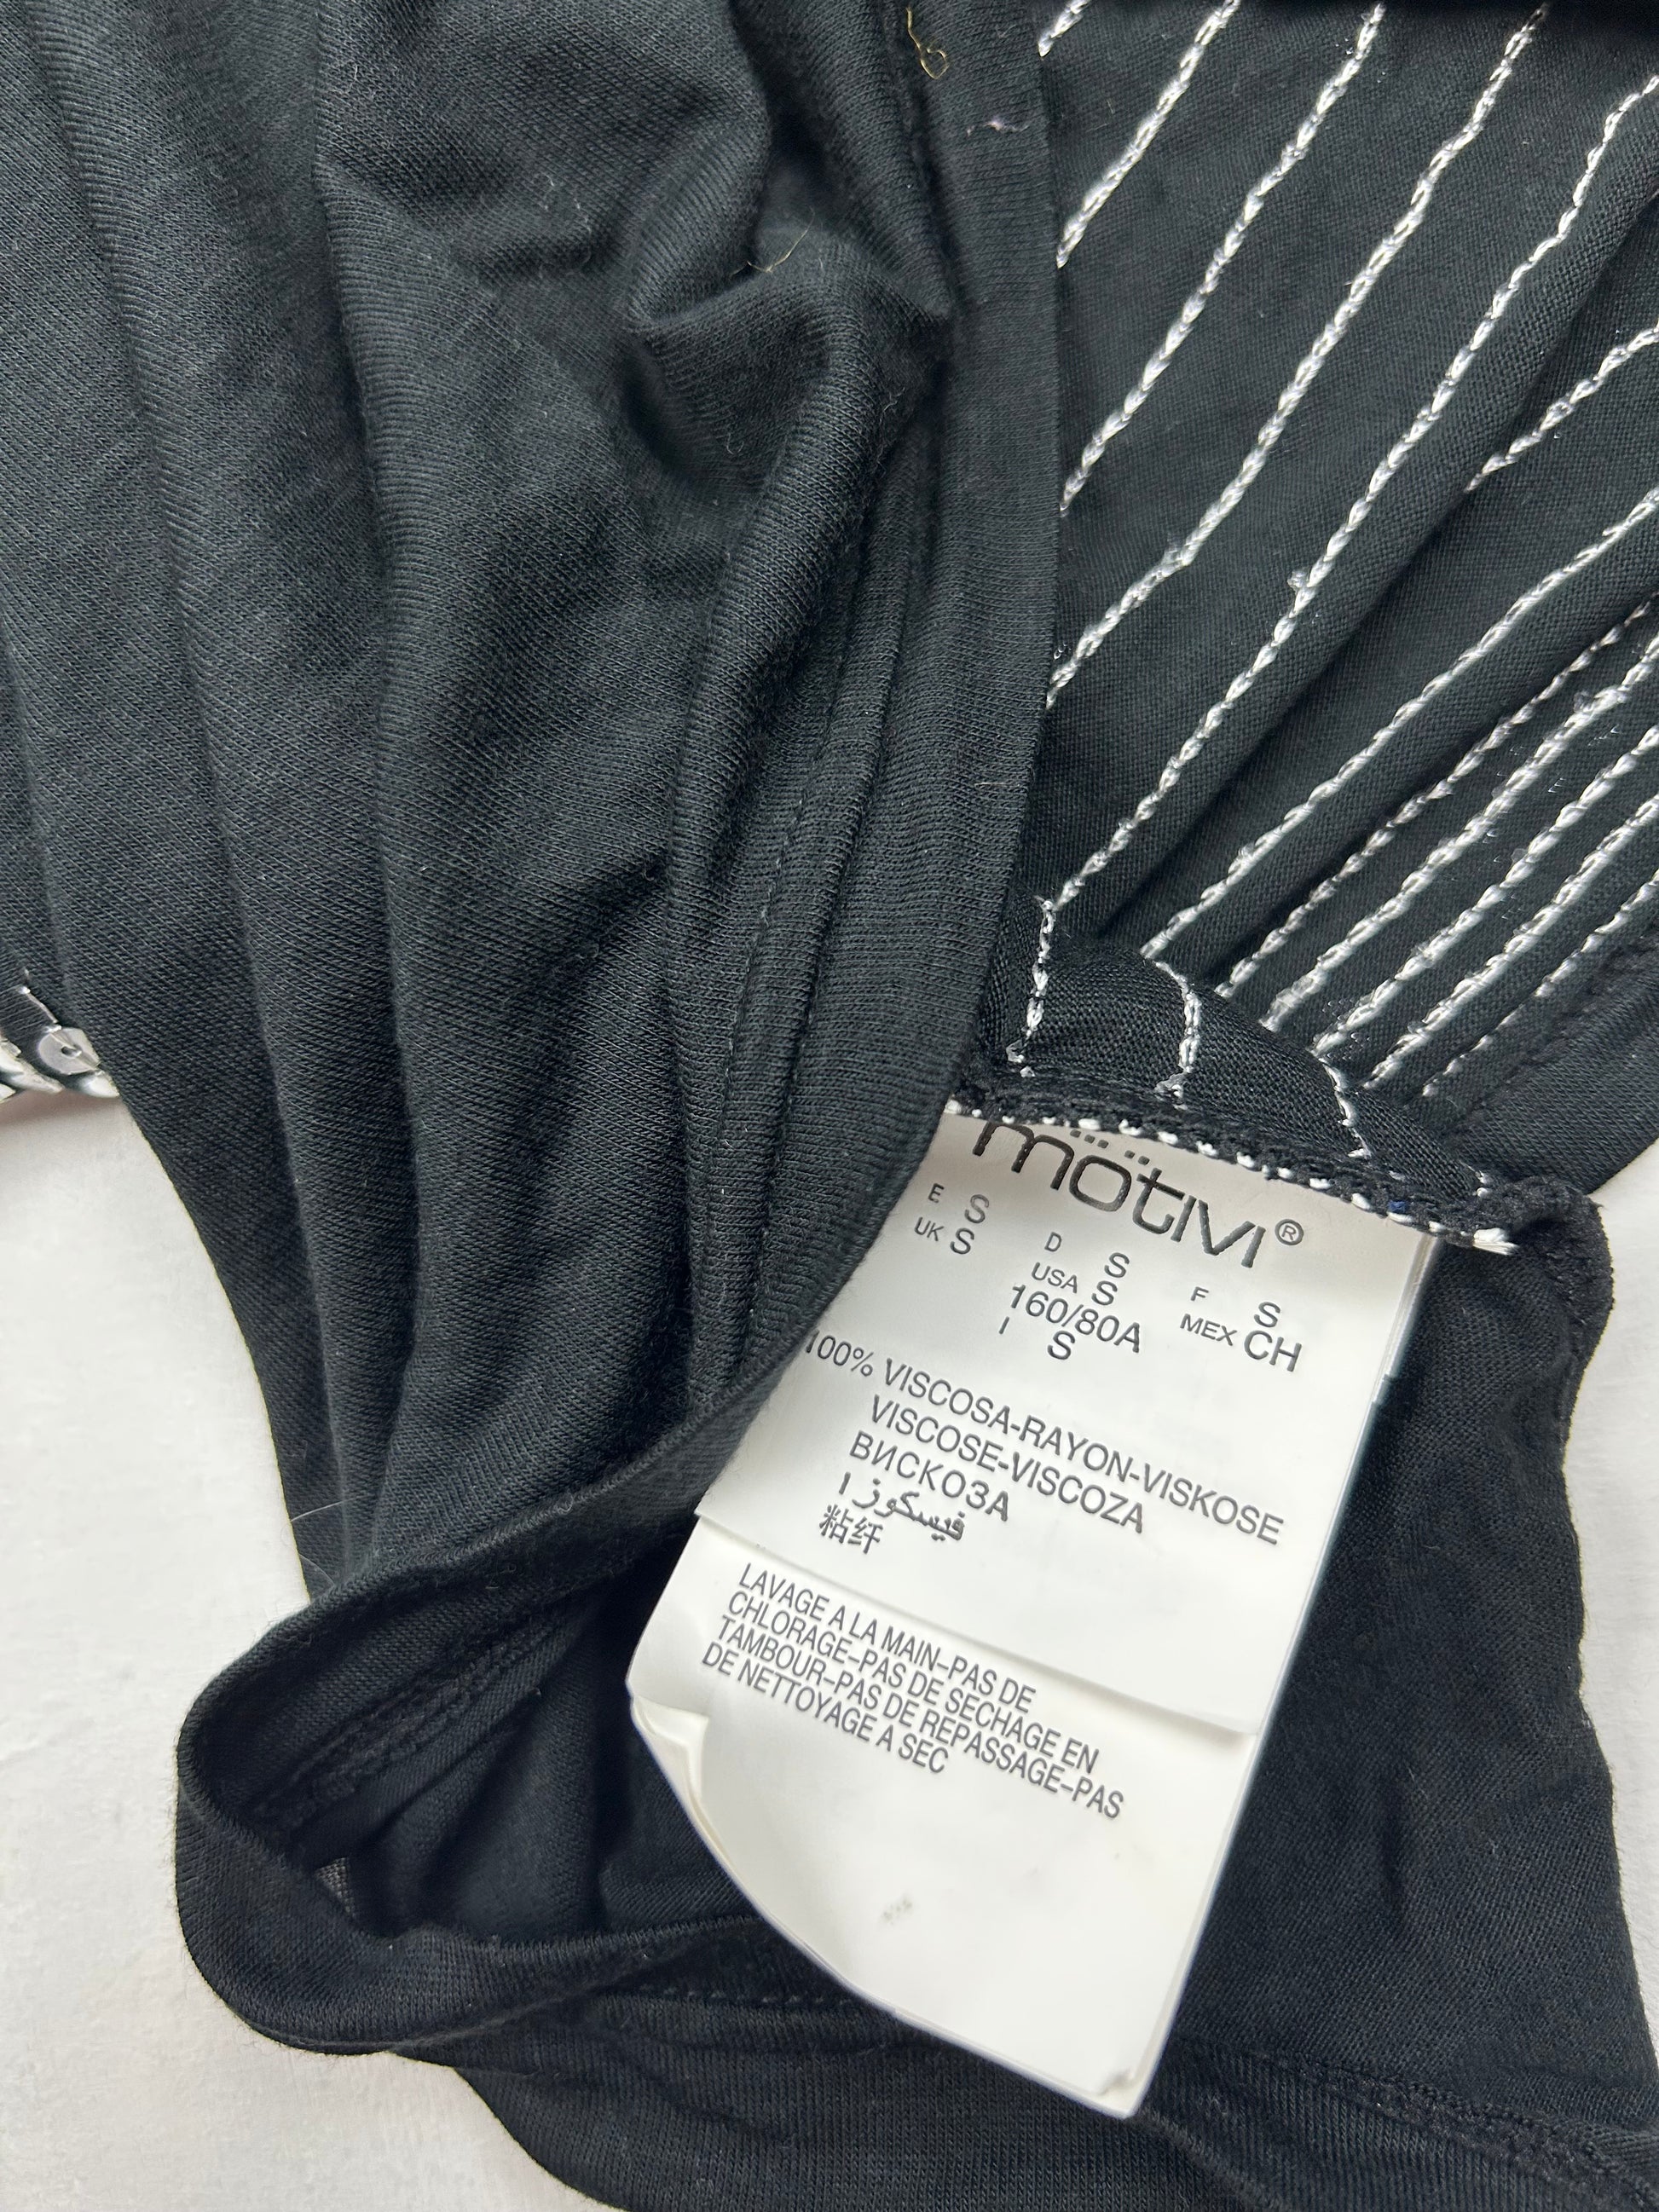 mötivi®
E S D S F S
UK S USA S MEX CH
160/80A
I S
100% VISCOSA-RAYON-VISKOSE
VISCOSE-VISCOZA
ВИСКОЗА
فيسكوز ا
粘纤
LAVAGE A LA MAIN-PAS DE
CHLORAGE-PAS DE SECHAGE EN
TAMBOUR-PAS DE REPASSAGE-PAS
DE NETTOYAGE A SEC